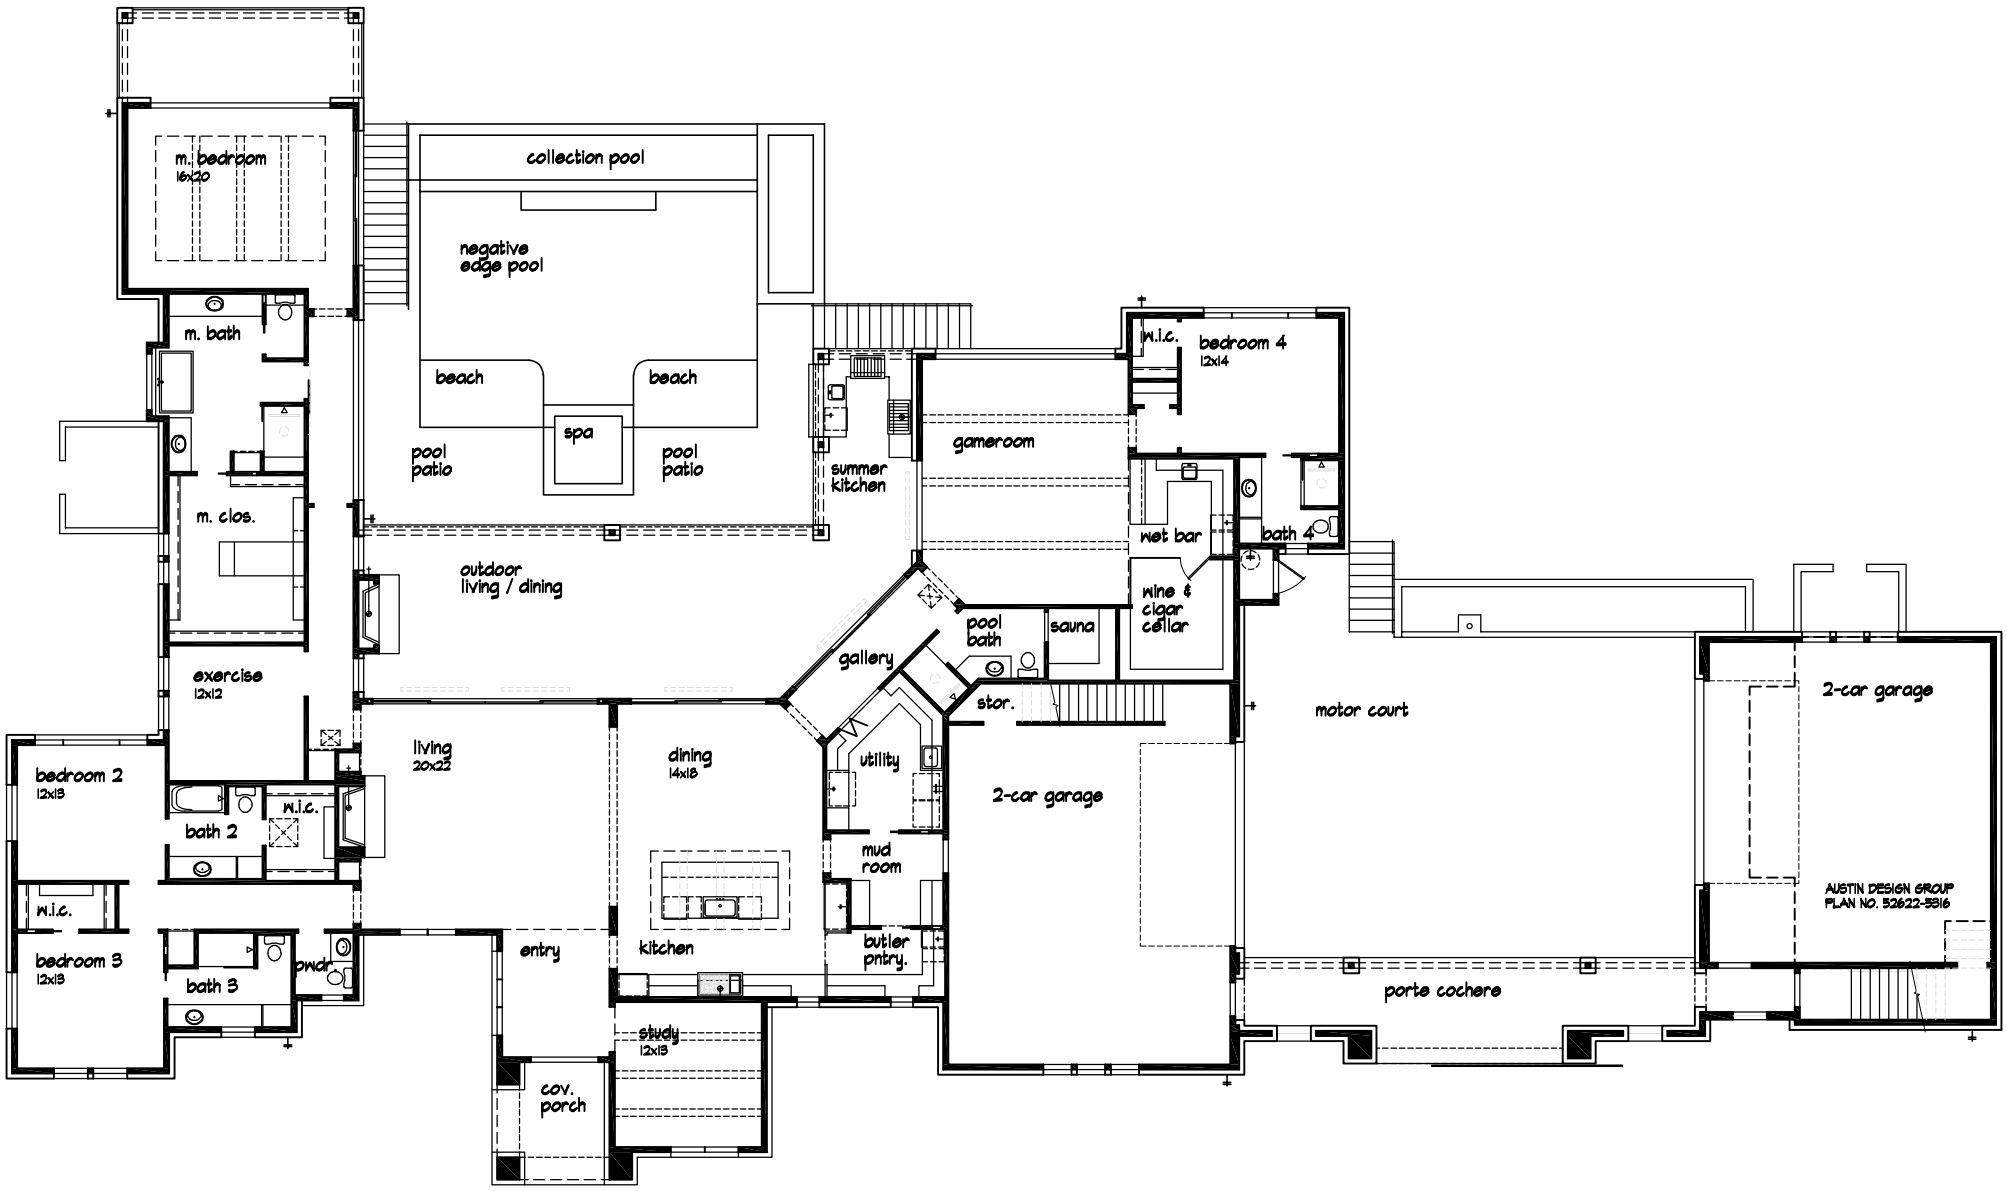 collection pool
m. bedroom
16x20
negative
edge pool
m. bath
w.i.c.
bedroom 4
12x14
beach
beach
spa
gameroom
pool
patio
pool
patio
summer
kitchen
m. clos.
wet bar
bath 4
outdoor
living / dining
wine &
cigar
cellar
pool
bath
sauna
gallery
exercise
12x12
stor.
motor court
2-car garage
living
20x22
dining
14x18
utility
bedroom 2
12x13
w.i.c.
2-car garage
bath 2
mud
room
AUSTIN DESIGN GROUP
PLAN NO. 52622-5316
w.i.c.
entry
kitchen
butler
pntry.
bedroom 3
12x13
pwdr.
bath 3
porte cochere
study
12x13
cov.
porch